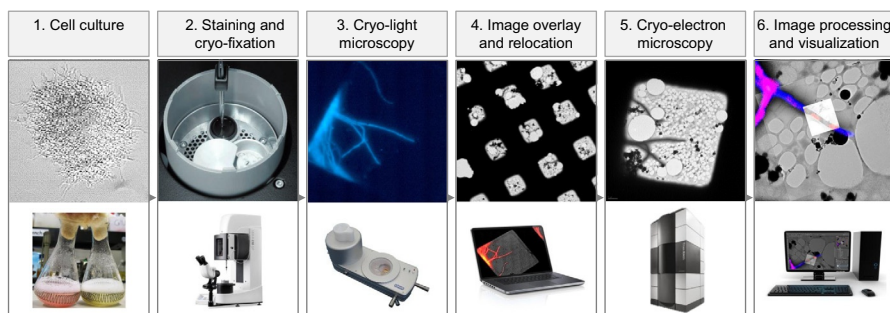 1. Cell culture
2. Staining and
cryo-fixation
3. Cryo-light
microscopy
4. Image overlay
and relocation
5. Cryo-electron
microscopy
6. Image processing
and visualization